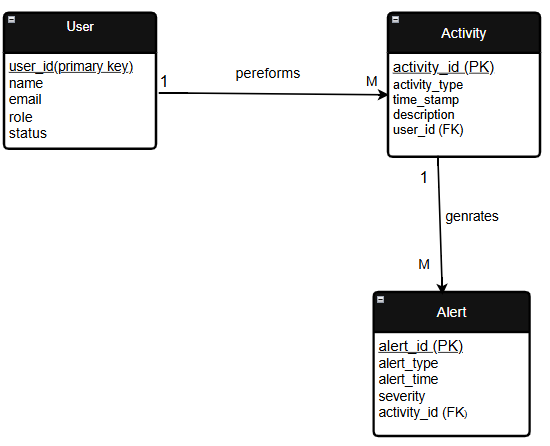 User
user_id(primary key)
name
email
role
status
1
pereforms
M
Activity
activity_id (PK)
activity_type
time_stamp
description
user_id (FK)
1
genrates
M
Alert
alert_id (PK)
alert_type
alert_time
severity
activity_id (FK)